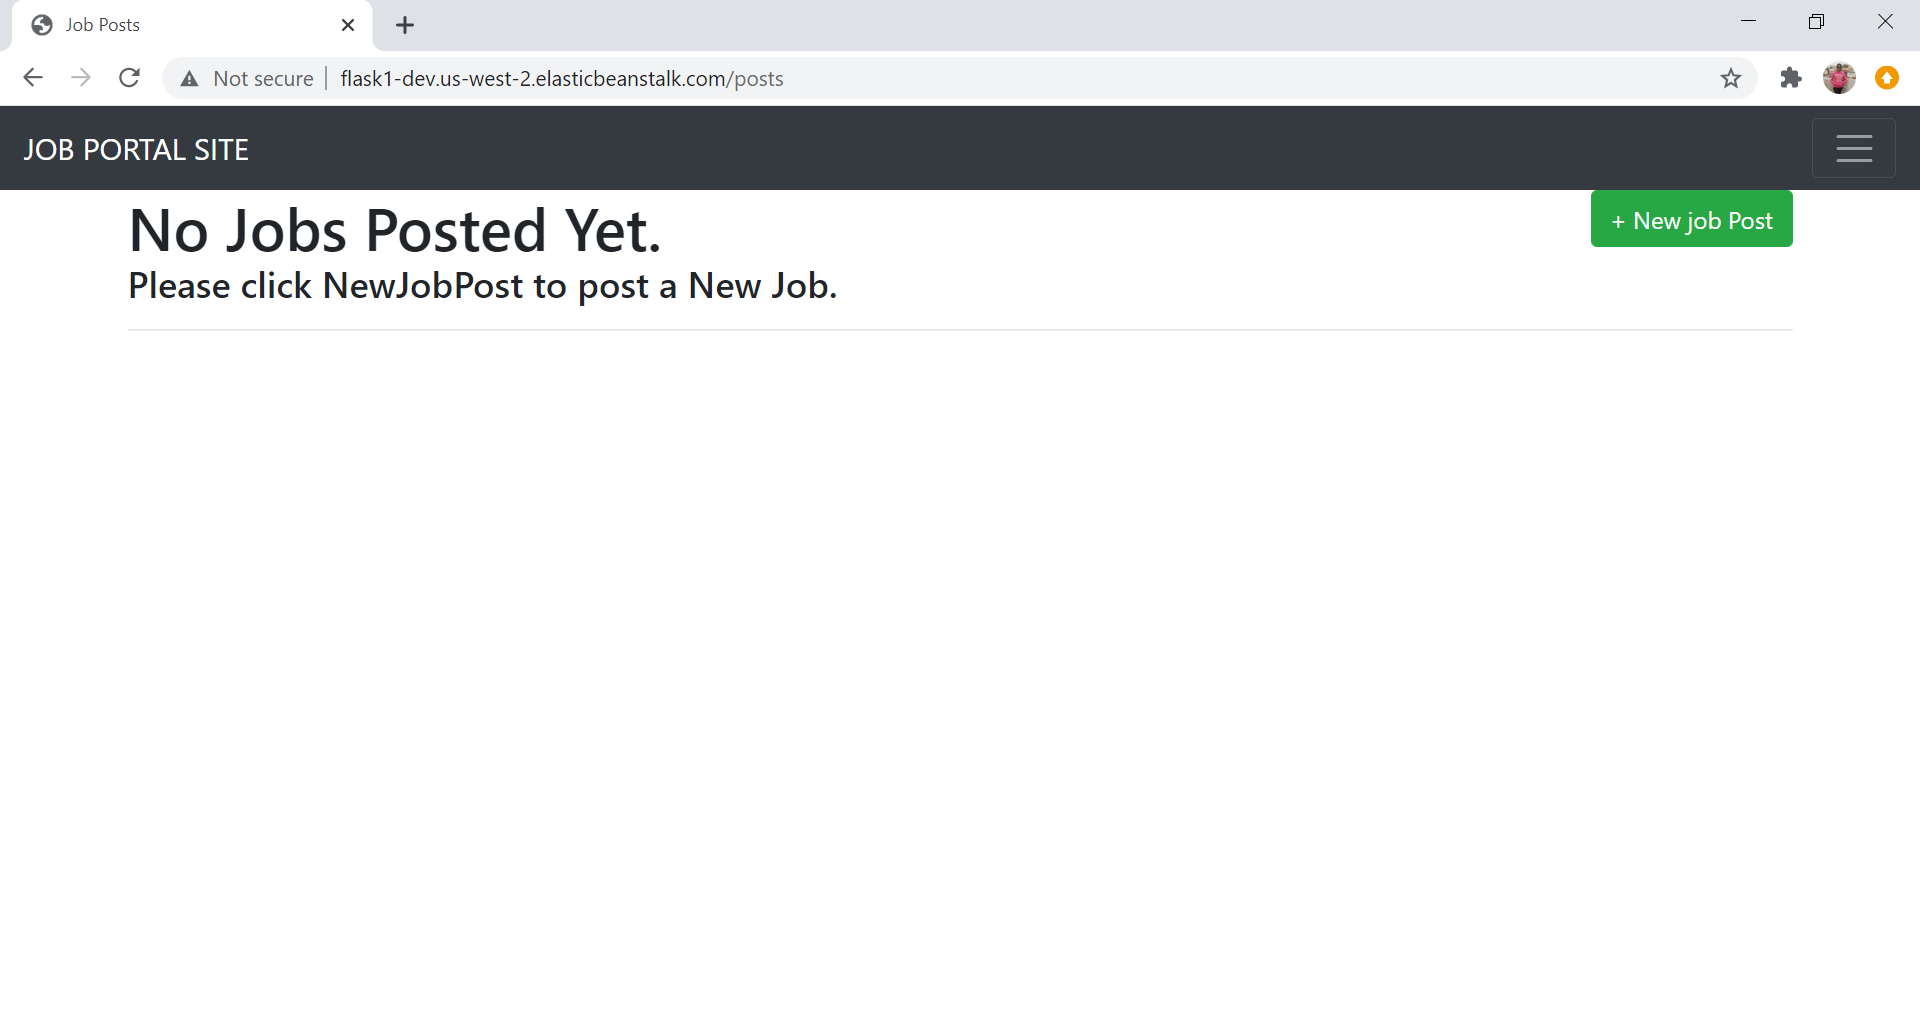 Job Posts
Not secure
flask1-dev.us-west-2.elasticbeanstalk.com/posts
JOB PORTAL SITE
No Jobs Posted Yet.
+ New job Post
Please click NewJobPost to post a New Job.